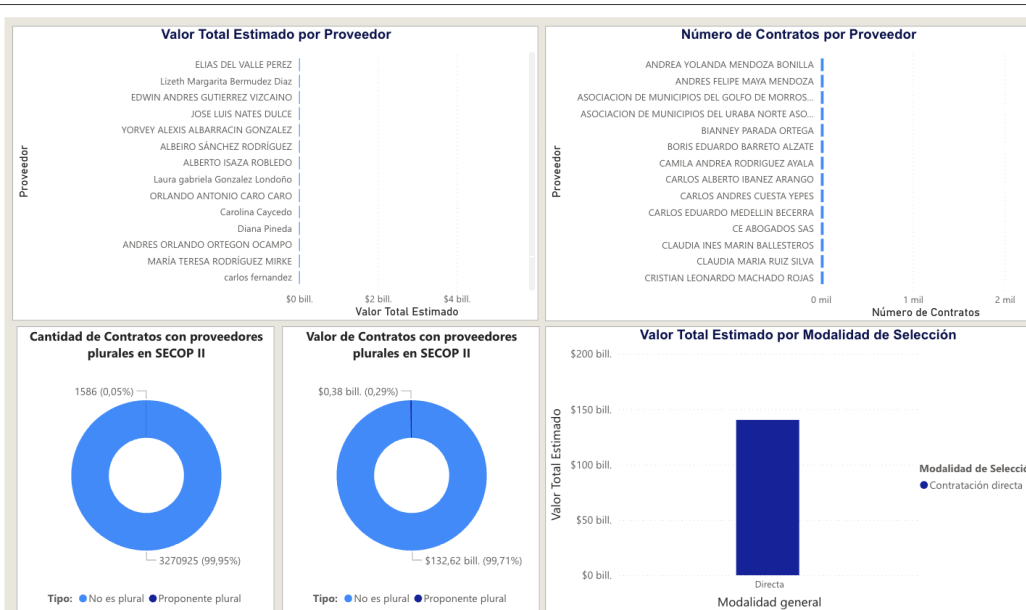 Valor Total Estimado por Proveedor
Proveedor
ELIAS DEL VALLE PEREZ
Lizeth Margarita Bermudez Diaz
EDWIN ANDRES GUTIERREZ VIZCAINO
JOSE LUIS NATES DULCE
YORVEY ALEXIS ALBARRACIN GONZALEZ
ALBEIRO SÁNCHEZ RODRÍGUEZ
ALBERTO ISAZA ROBLEDO
Laura gabriela Gonzalez Londoño
ORLANDO ANTONIO CARO CARO
Carolina Caycedo
Diana Pineda
ANDRES ORLANDO ORTEGON OCAMPO
MARÍA TERESA RODRÍGUEZ MIRKE
carlos fernandez
$0 bill. $2 bill. $4 bill.
Valor Total Estimado
Número de Contratos por Proveedor
Proveedor
ANDREA YOLANDA MENDOZA BONILLA
ANDRES FELIPE MAYA MENDOZA
ASOCIACION DE MUNICIPIOS DEL GOLFO DE MORROS...
ASOCIACION DE MUNICIPIOS DEL URABA NORTE ASO...
BIANNEY PARADA ORTEGA
BORIS EDUARDO BARRETO ALZATE
CAMILA ANDREA RODRIGUEZ AYALA
CARLOS ALBERTO IBANEZ ARANGO
CARLOS ANDRES CUESTA YEPES
CARLOS EDUARDO MEDELLIN BECERRA
CE ABOGADOS SAS
CLAUDIA INES MARIN BALLESTEROS
CLAUDIA MARIA RUIZ SILVA
CRISTIAN LEONARDO MACHADO ROJAS
0 mil 1 mil 2 mil
Número de Contratos
Cantidad de Contratos con proveedores
plurales en SECOP II
1586 (0,05%)
3270925 (99,95%)
Tipo: No es plural Proponente plural
Valor de Contratos con proveedores
plurales en SECOP II
$0,38 bill. (0,29%)
$132,62 bill. (99,71%)
Tipo: No es plural Proponente plural
Valor Total Estimado por Modalidad de Selección
Valor Total Estimado
$200 bill.
$150 bill.
$100 bill.
$50 bill.
$0 bill.
Directa
Modalidad general
Modalidad de Selecció
Contratación directa